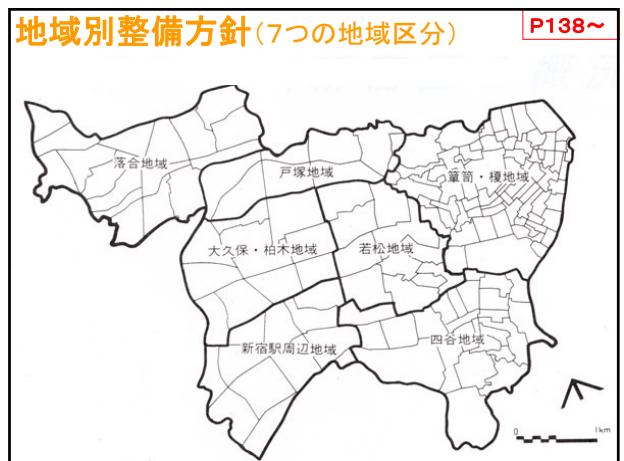 地域別整備方針（７つの地域区分）
P138～
落合地域
戸塚地域
簞笥・榎地域
大久保・柏木地域
若松地域
新宿駅周辺地域
四谷地域
0
1km